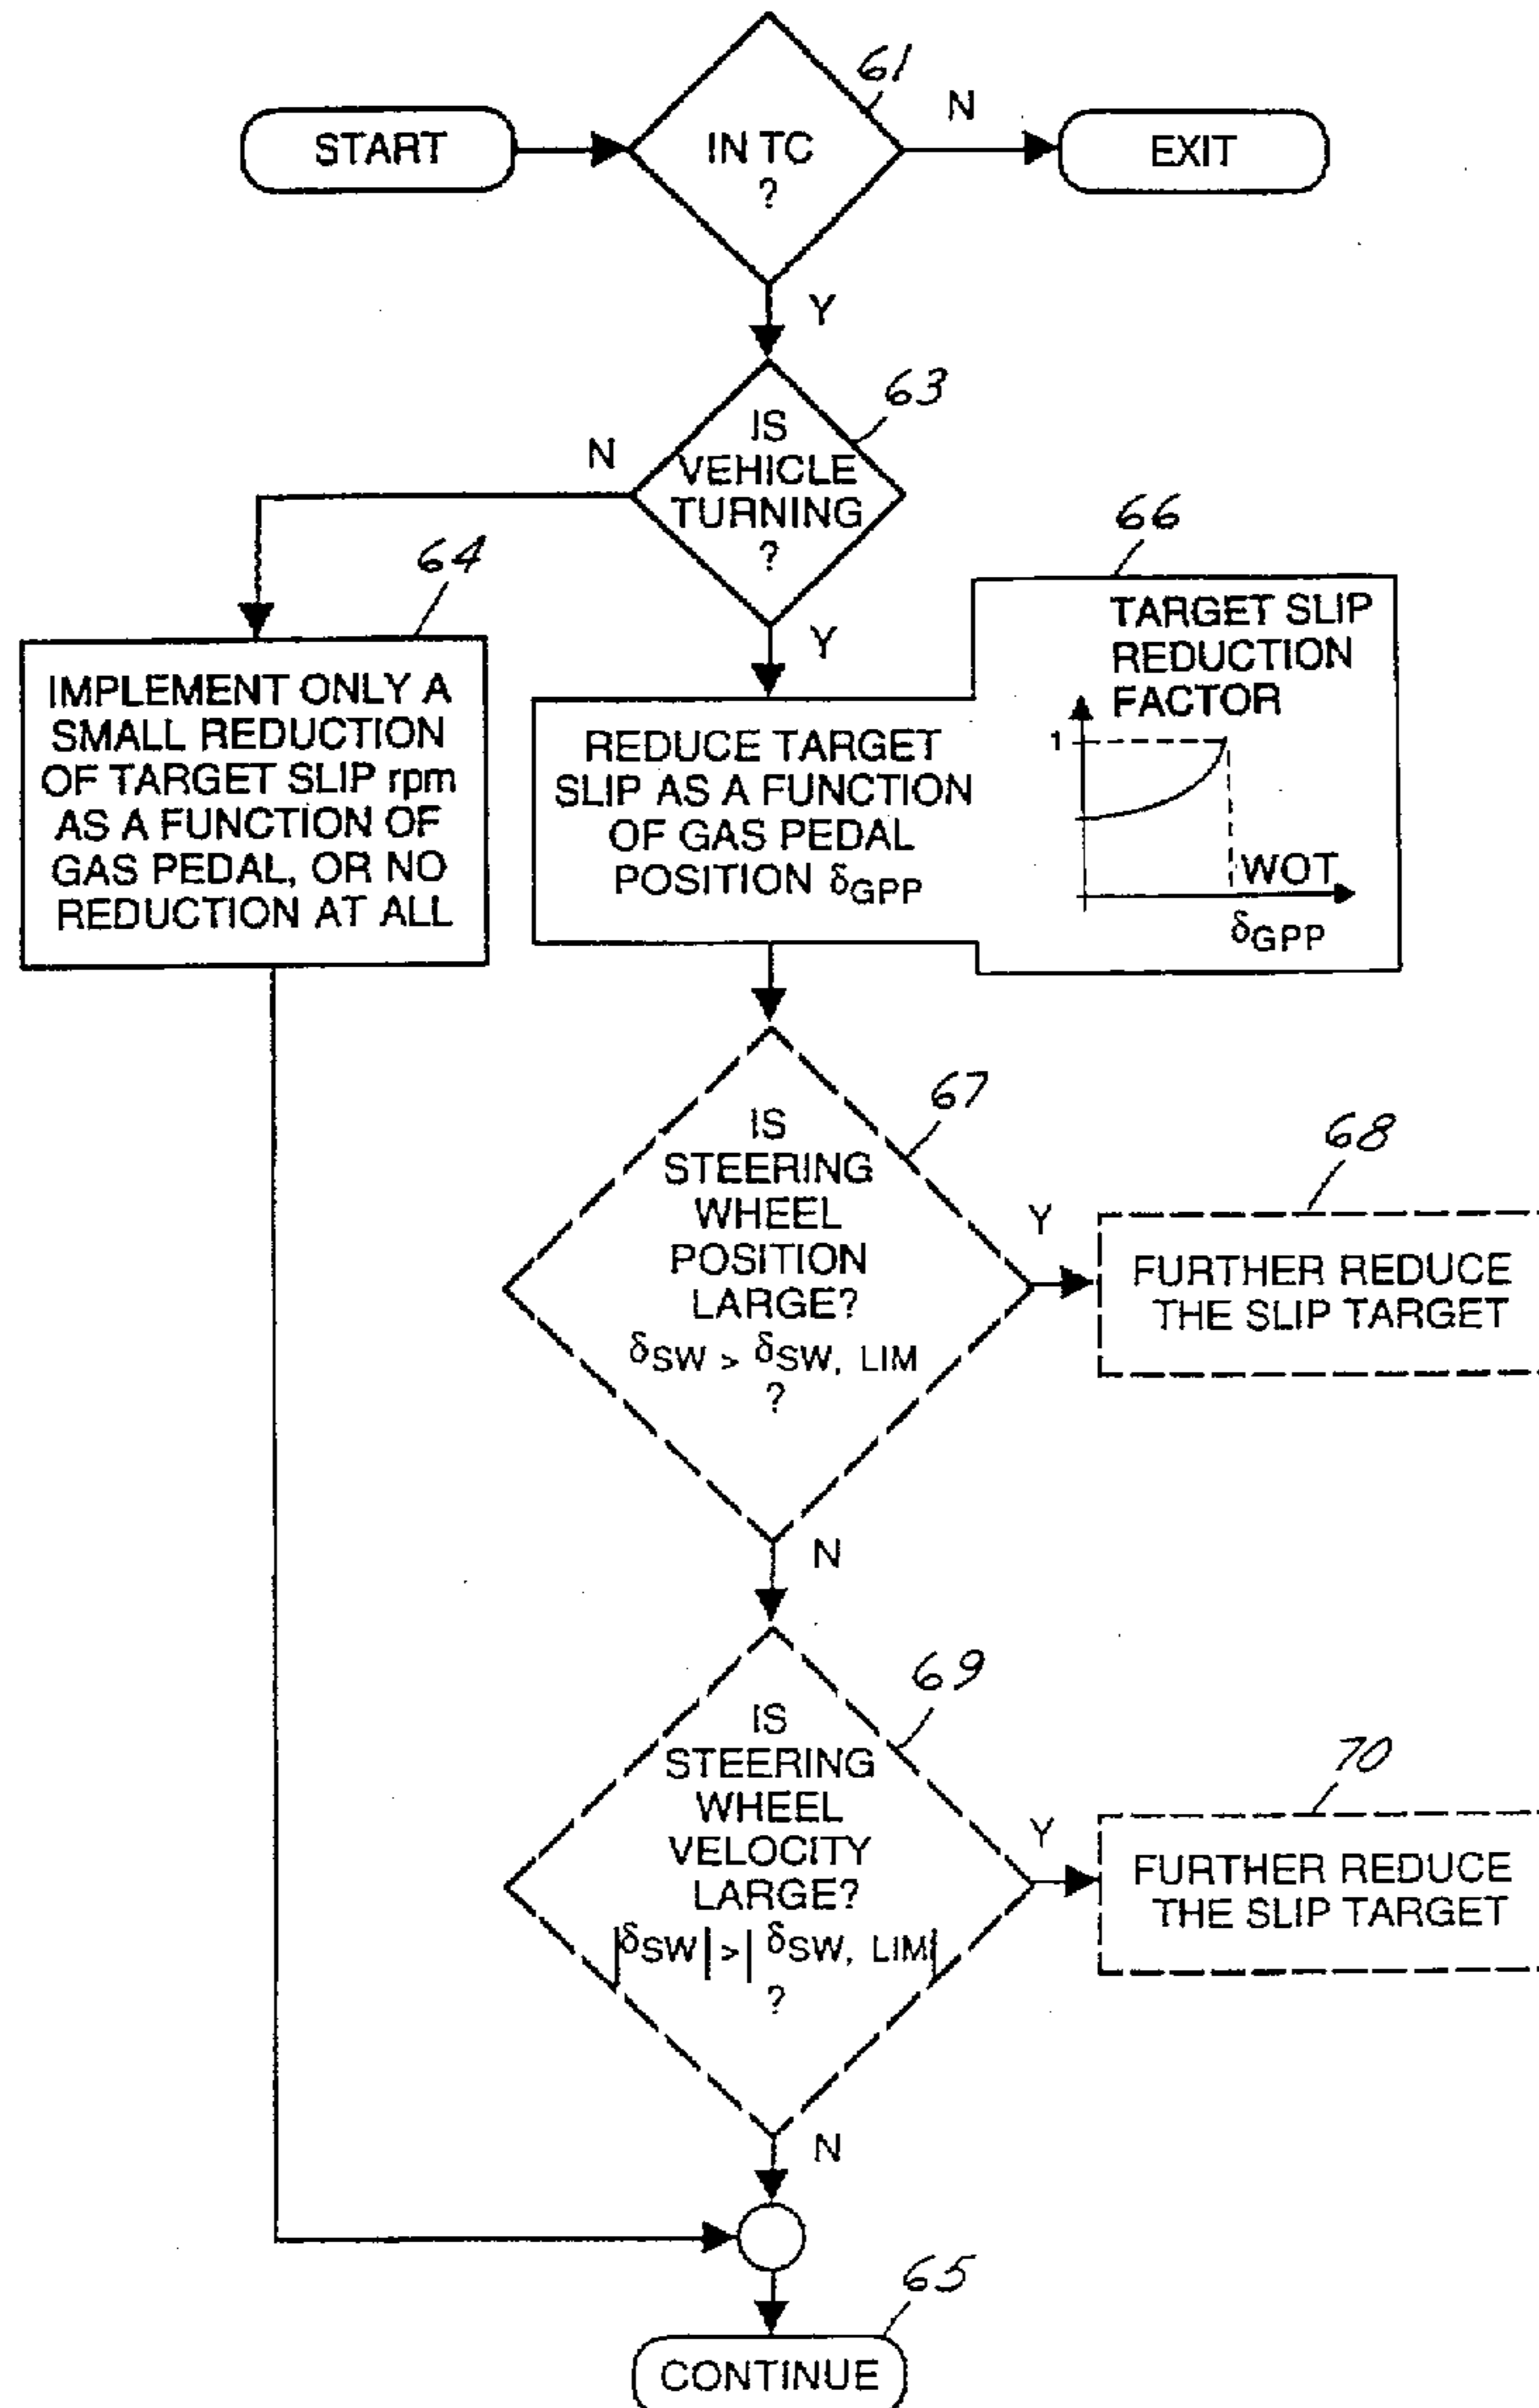 61
START
IN TC
?
N
EXIT
Y
63
IS
VEHICLE
TURNING
?
N
Y
64
IMPLEMENT ONLY A
SMALL REDUCTION
OF TARGET SLIP rpm
AS A FUNCTION OF
GAS PEDAL, OR NO
REDUCTION AT ALL
66
REDUCE TARGET
SLIP AS A FUNCTION
OF GAS PEDAL
POSITION δGPP
TARGET SLIP
REDUCTION
FACTOR
1
WOT
δGPP
67
IS
STEERING
WHEEL
POSITION
LARGE?
δSW > δSW, LIM
?
Y
68
FURTHER REDUCE
THE SLIP TARGET
N
69
IS
STEERING
WHEEL
VELOCITY
LARGE?
|δSW| > | δSW, LIM|
?
Y
70
FURTHER REDUCE
THE SLIP TARGET
N
65
CONTINUE